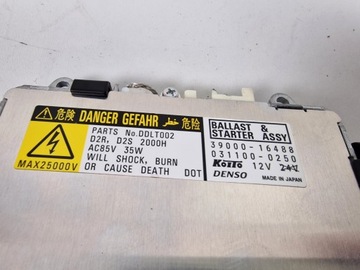 危険 DANGER GEFAHR خطر 危险
PARTS No.DDLT002
D2R, D2S 2000H
AC85V 35W
WILL SHOCK, BURN
OR CAUSE DEATH DOT
MAX25000V
BALLAST &
STARTER ASSY
39000-16488
031100-0250
KOITO 12V
DENSO MADE IN JAPAN